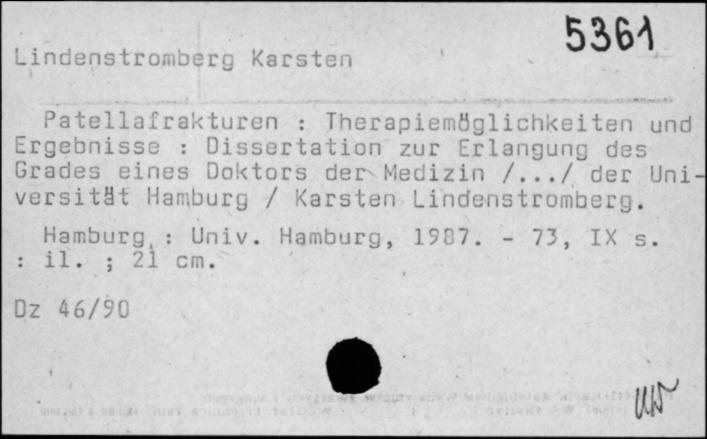 5361
Lindenstromberg Karsten
Patellafrakturen : Therapiemöglichkeiten und
Ergebnisse : Dissertation zur Erlangung des
Grades eines Doktors der Medizin /.../ der Uni-
versität Hamburg / Karsten Lindenstromberg.
Hamburg : Univ. Hamburg, 1987. - 73, IX s.
: il. ; 21 cm.
Dz 46/90